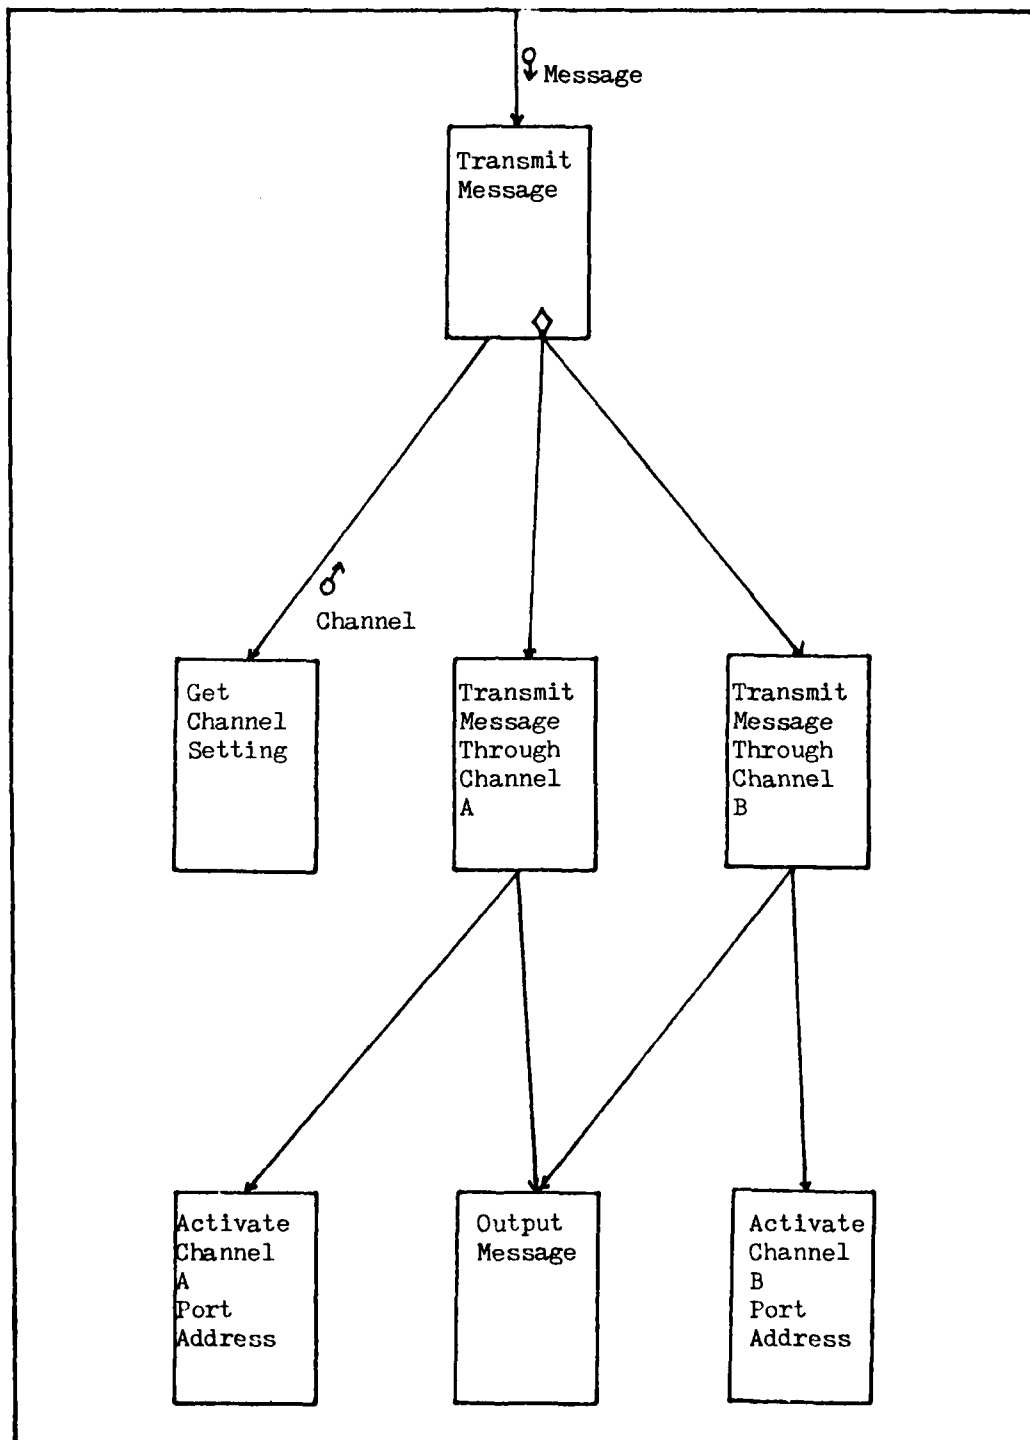 Message
Transmit
Message
Channel
Get
Channel
Setting
Transmit
Message
Through
Channel
A
Transmit
Message
Through
Channel
B
Activate
Channel
A
Port
Address
Output
Message
Activate
Channel
B
Port
Address